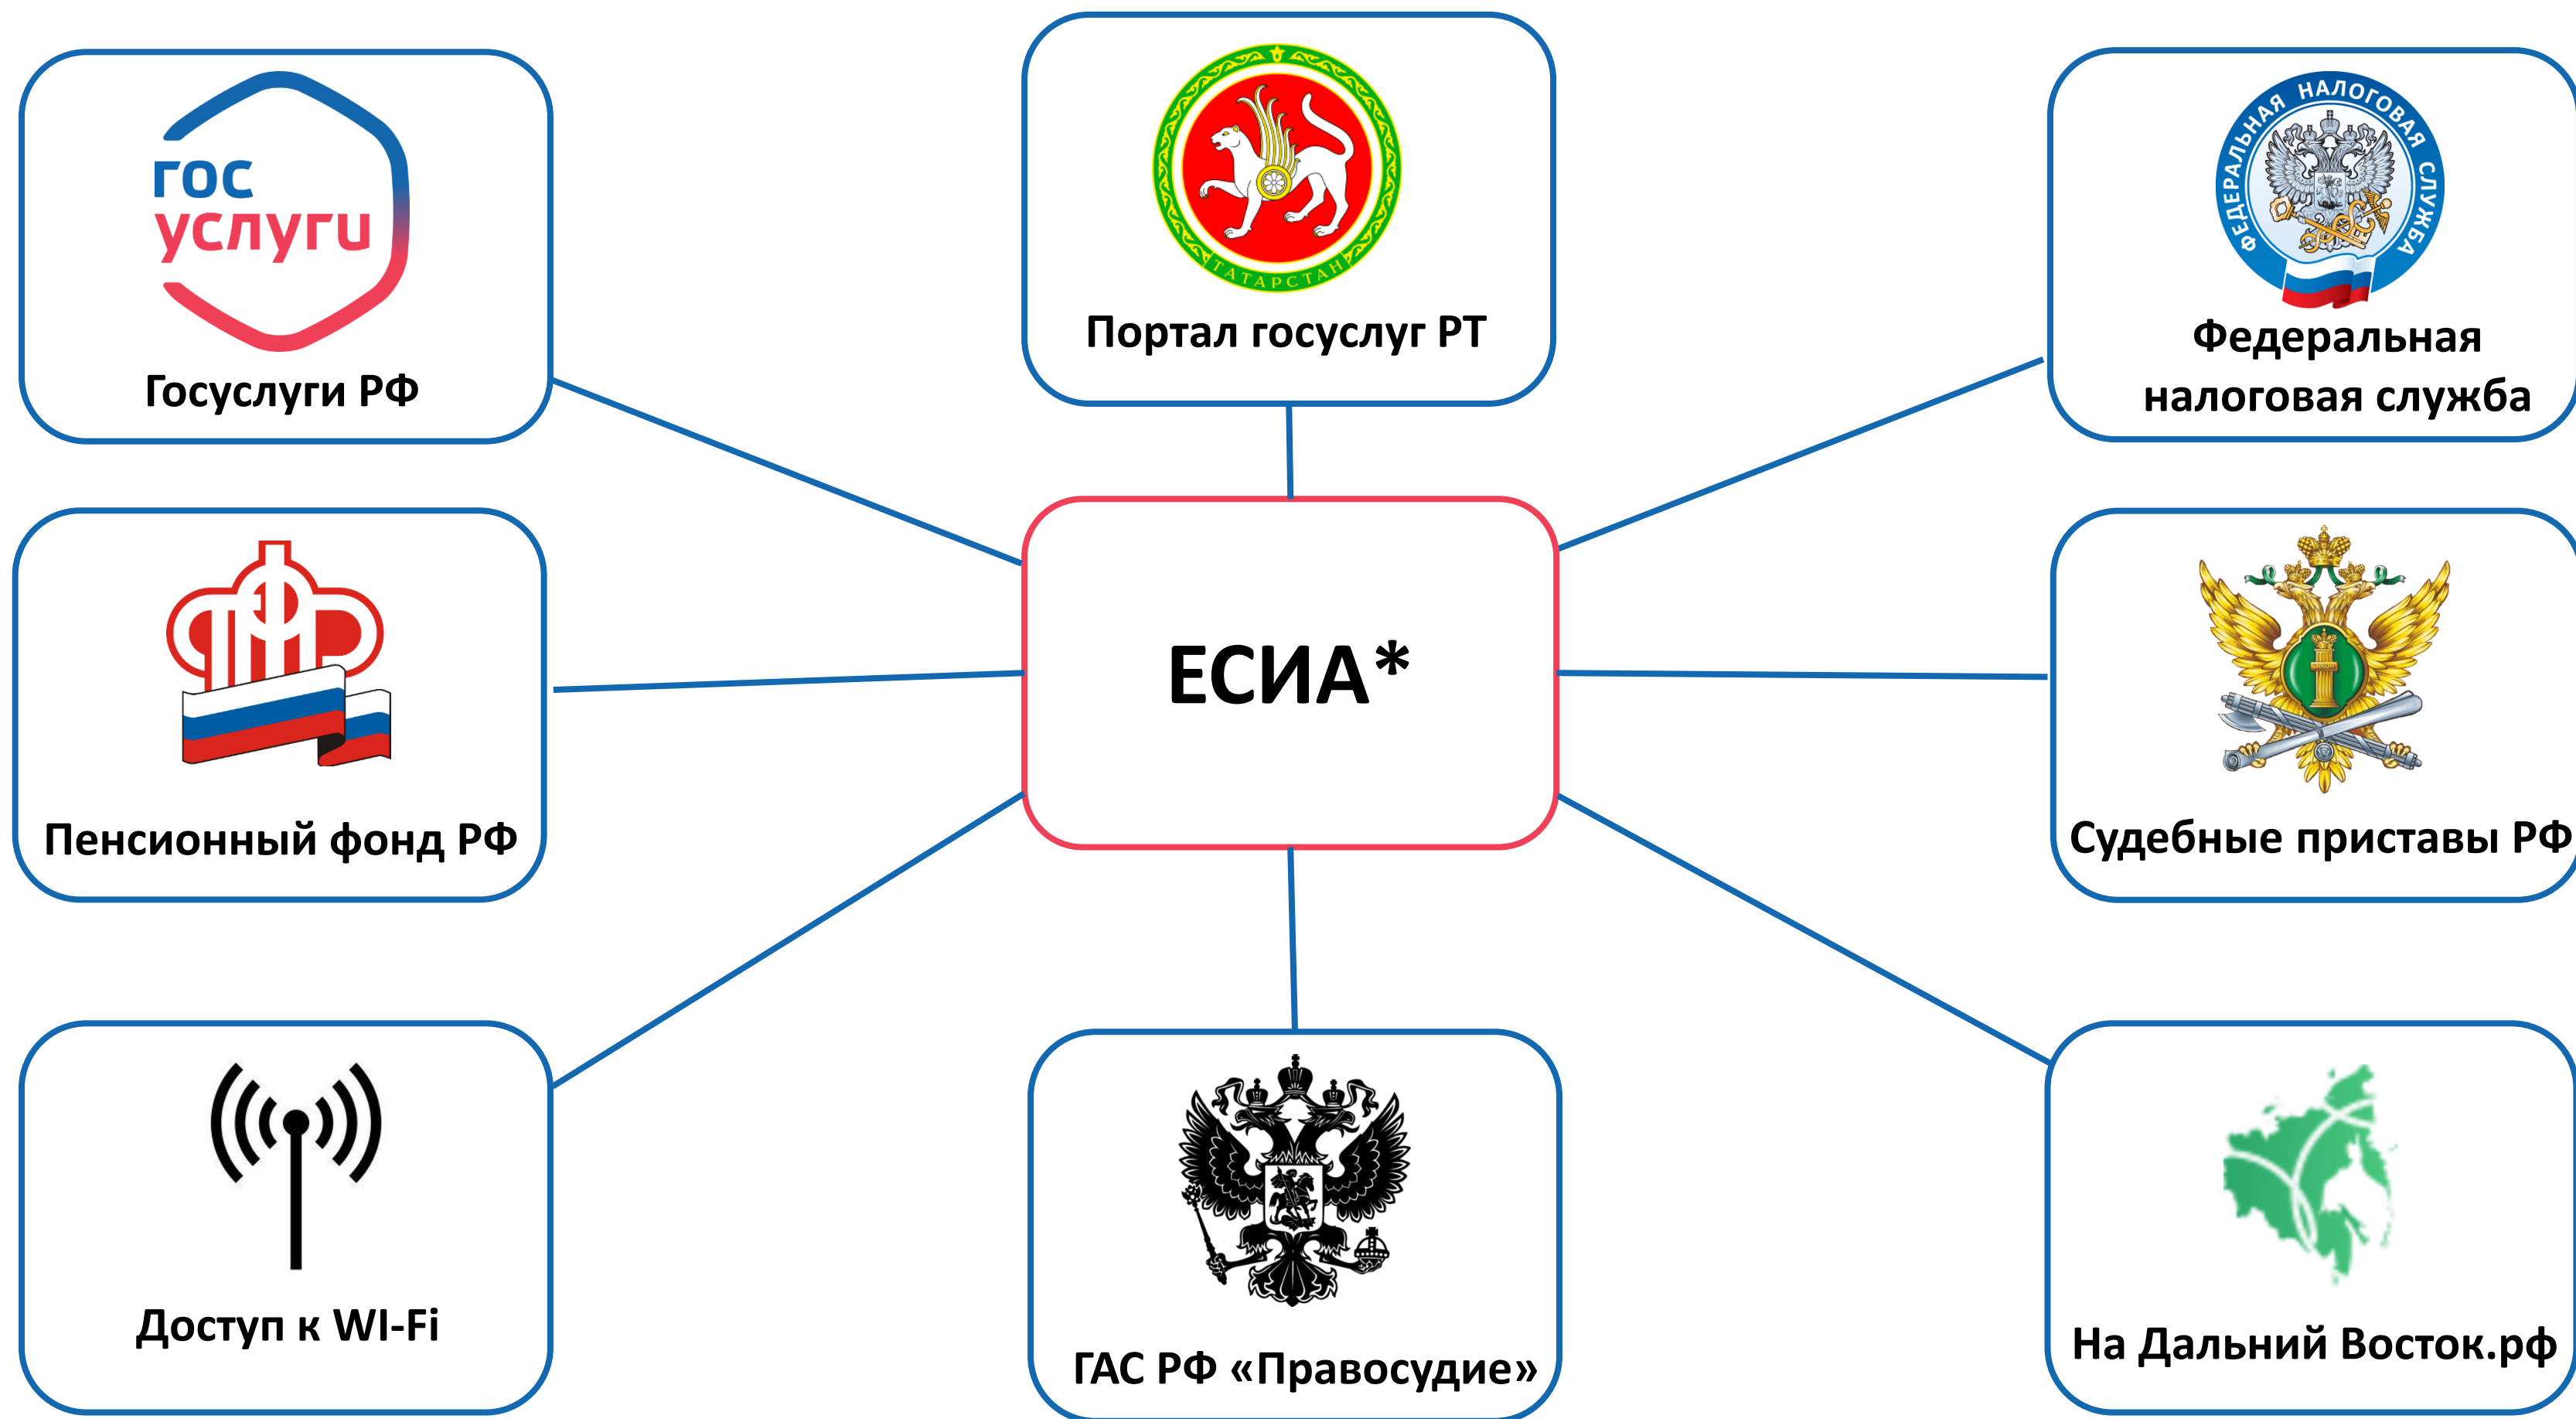 гос
услуги
Госуслуги РФ
ТАТАРСТАН
Портал госуслуг РТ
ФЕДЕРАЛЬНАЯ НАЛОГОВАЯ СЛУЖБА
Федеральная
налоговая служба
Пенсионный фонд РФ
ЕСИА*
Судебные приставы РФ
Доступ к WI-Fi
ГАС РФ «Правосудие»
На Дальний Восток.рф